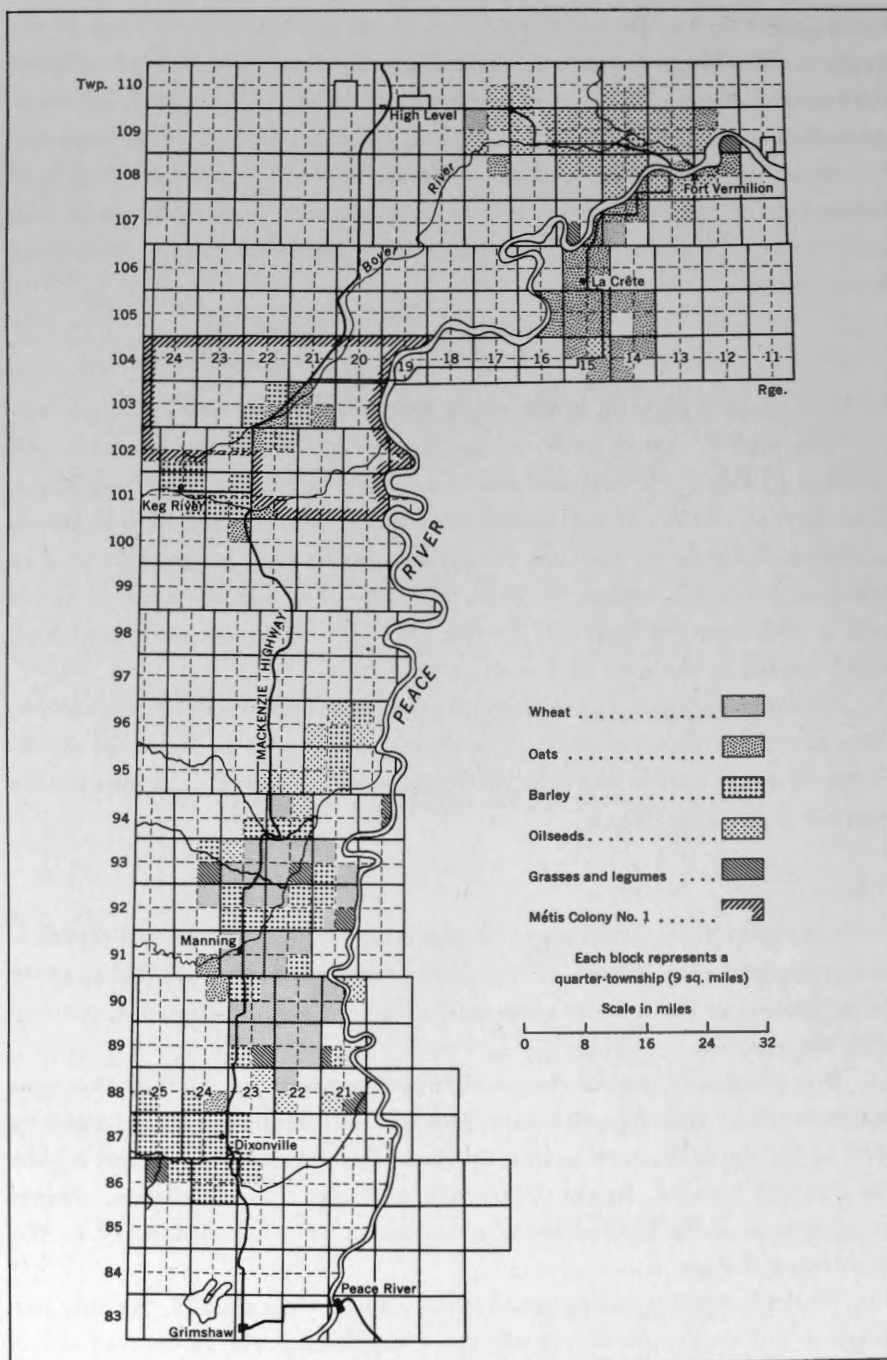 Twp. 110
High Level
109
River
108
Fort Vermilion
107
106
Boyer
La Crête
105
104
24 23 22 21 20 19 18 17 16 15 14 13 12 11
Rge.
103
102
101
Keg River
100
RIVER
99
98
MACKENZIE HIGHWAY
97
PEACE
96
95
94
93
92
Manning
91
90
89
88
25 24 23 22 21
87
Dixonville
86
85
84
Peace River
83
Grimshaw
Wheat
Oats
Barley
Oilseeds
Grasses and legumes
Métis Colony No. 1
Each block represents a
quarter-township (9 sq. miles)
Scale in miles
0 8 16 24 32